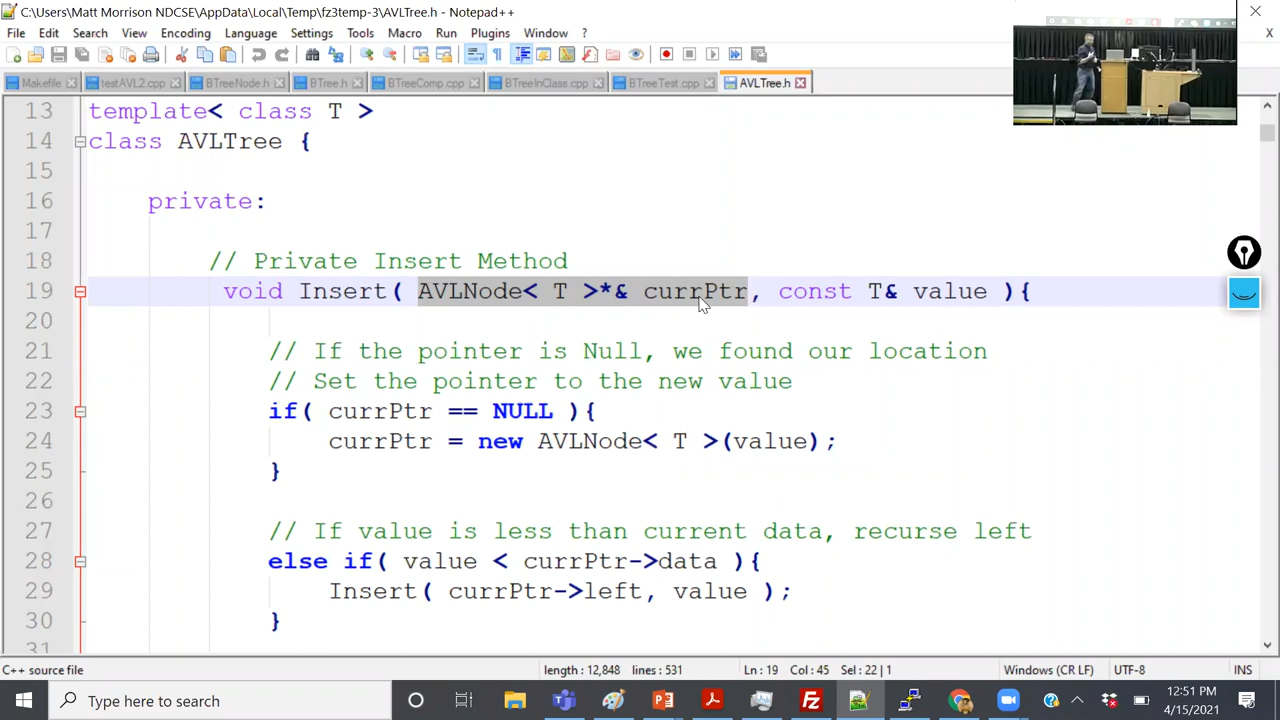 C:\Users\Matt Morrison NDCSE\AppData\Local\Temp\fz3temp-3\AVLTree.h - Notepad++
File Edit Search View Encoding Language Settings Tools Macro Run Plugins Window ?
X
Makefile testAVL2.cpp BTreeNode.h BTree.h BTreeComp.cpp BTreeInClass.cpp BTreeTest.cpp AVLTree.h
13 template< class T >
14 class AVLTree {
15
16 private:
17
18 // Private Insert Method
19 void Insert( AVLNode< T >*& currPtr, const T& value ){
20
21 // If the pointer is Null, we found our location
22 // Set the pointer to the new value
23 if( currPtr == NULL ){
24 currPtr = new AVLNode< T >(value);
25 }
26
27 // If value is less than current data, recurse left
28 else if( value < currPtr->data ){
29 Insert( currPtr->left, value );
30 }
31
C++ source file length : 12,848 lines : 531 Ln : 19 Col : 45 Sel : 22 | 1 Windows (CR LF) UTF-8 INS
Type here to search
12:51 PM
4/15/2021